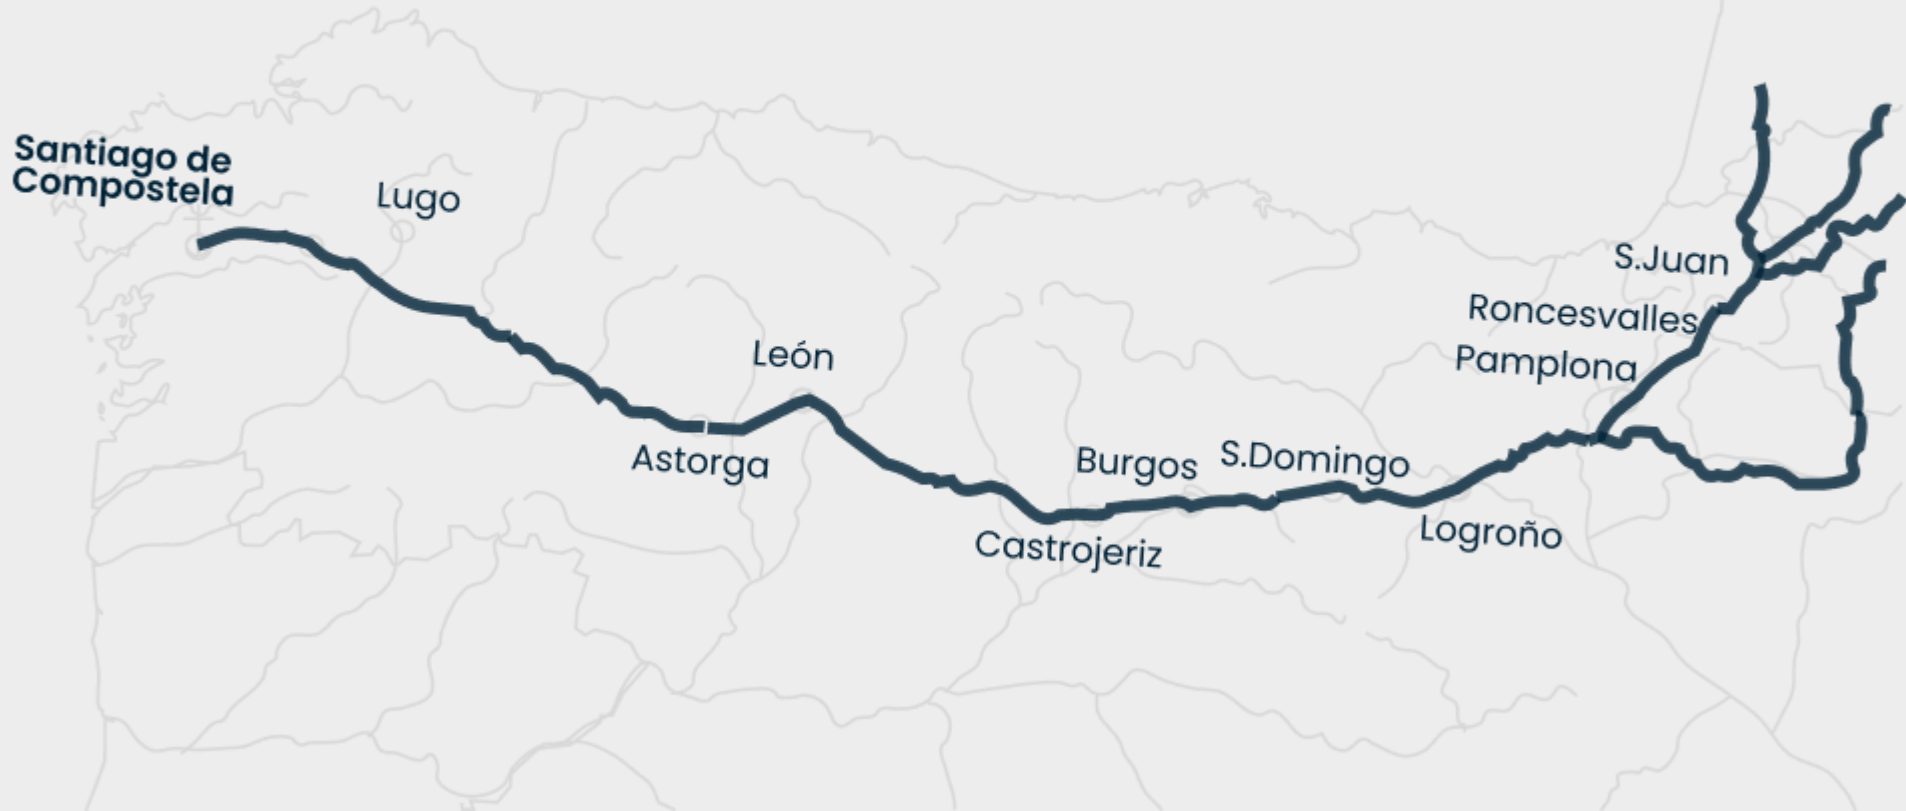 Santiago de
Compostela
Lugo
S.Juan
Roncesvalles
Pamplona
León
Astorga
Burgos
S.Domingo
Logroño
Castrojeriz